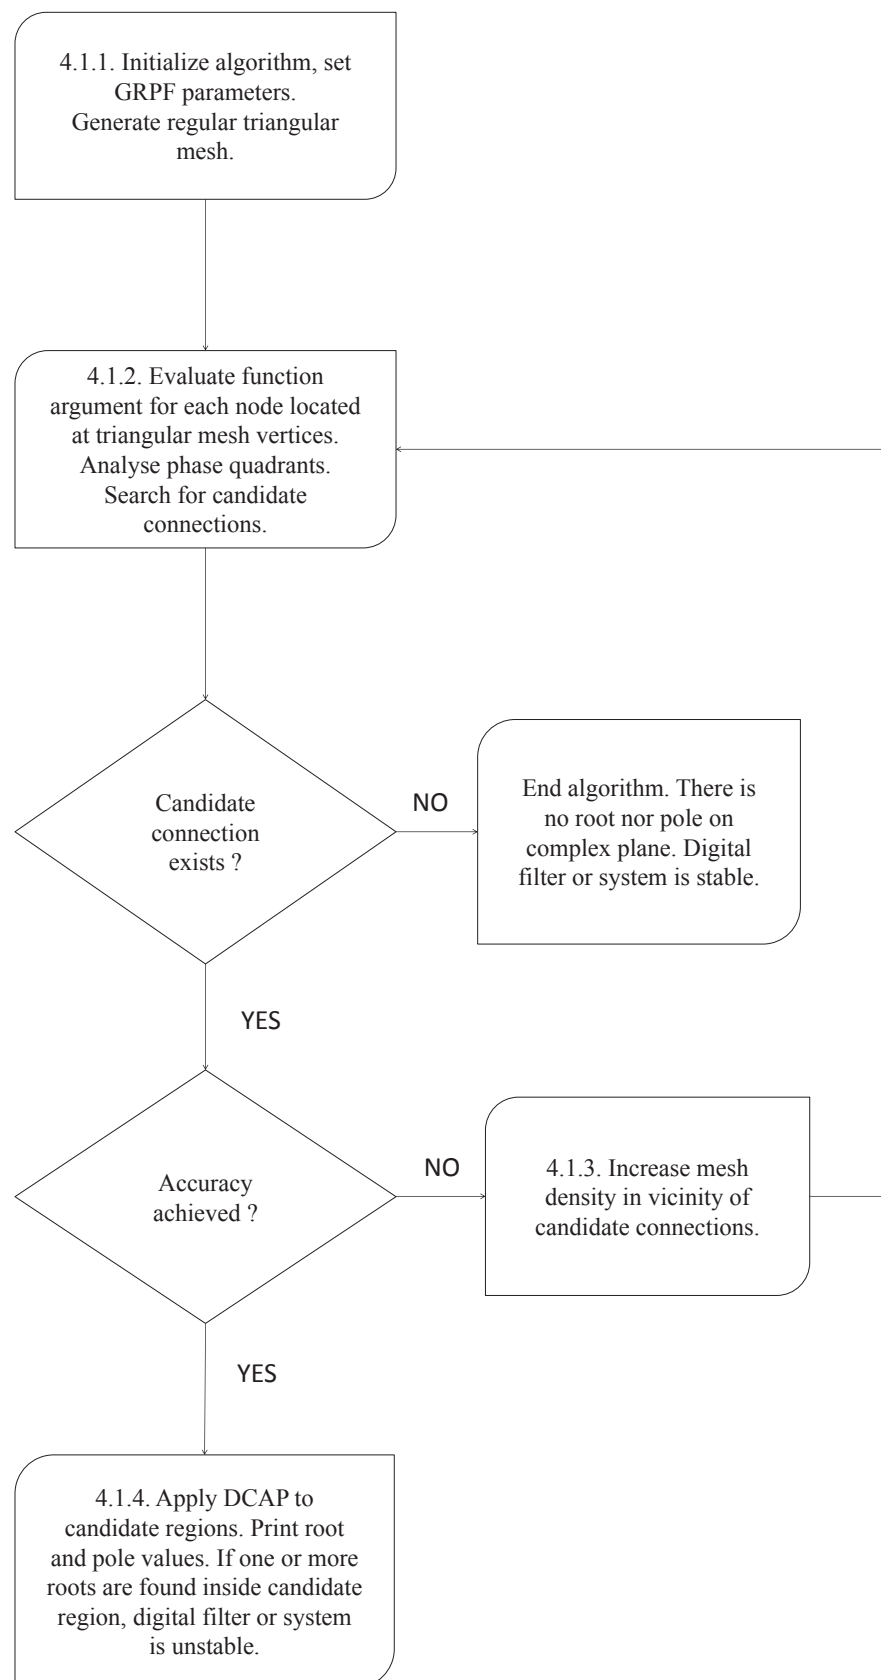 4.1.1. Initialize algorithm, set
GRPF parameters.
Generate regular triangular
mesh.
4.1.2. Evaluate function
argument for each node located
at triangular mesh vertices.
Analyse phase quadrants.
Search for candidate
connections.
Candidate
connection
exists ?
NO
End algorithm. There is
no root nor pole on
complex plane. Digital
filter or system is stable.
YES
Accuracy
achieved ?
NO
4.1.3. Increase mesh
density in vicinity of
candidate connections.
YES
4.1.4. Apply DCAP to
candidate regions. Print root
and pole values. If one or more
roots are found inside candidate
region, digital filter or system
is unstable.